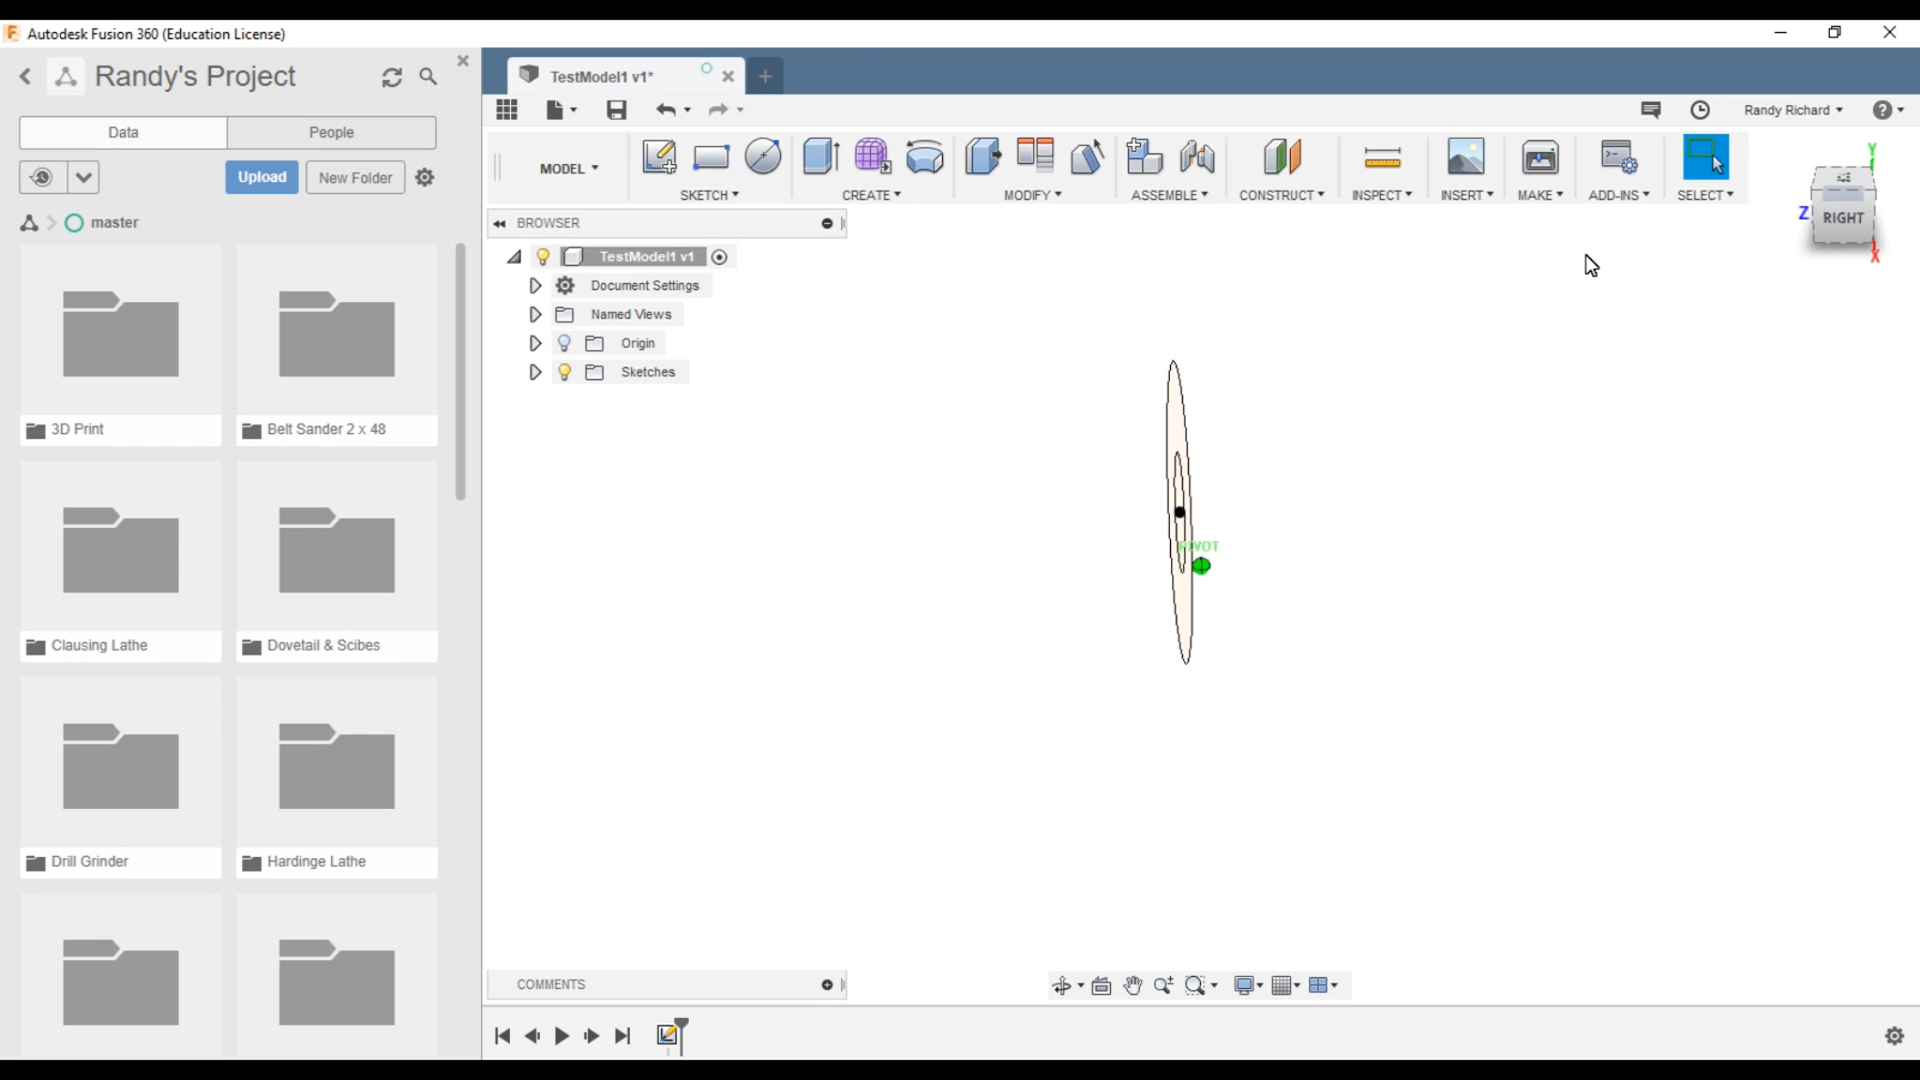 Autodesk Fusion 360 (Education License)
Randy's Project
TestModel1 v1*
Data
People
Randy Richard
Upload
New Folder
MODEL
SKETCH
CREATE
MODIFY
ASSEMBLE
CONSTRUCT
INSPECT
INSERT
MAKE
ADD-INS
SELECT
Y
Z
RIGHT
X
master
BROWSER
TestModel1 v1
Document Settings
Named Views
Origin
Sketches
3D Print
Belt Sander 2 x 48
PIVOT
Clausing Lathe
Dovetail & Scibes
Drill Grinder
Hardinge Lathe
COMMENTS